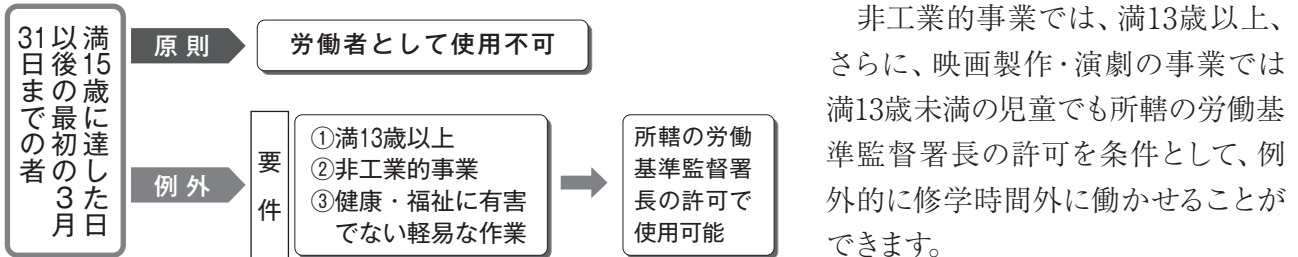 満15歳に達した日
以後の最初の3月
31日までの者
原則
労働者として使用不可
例外
要件
①満13歳以上
②非工業的事業
③健康・福祉に有害
でない軽易な作業
所轄の労働
基準監督署
長の許可で
使用可能
非工業的事業では、満13歳以上、
さらに、映画製作・演劇の事業では
満13歳未満の児童でも所轄の労働基
準監督署長の許可を条件として、例
外的に修学時間外に働かせることが
できます。